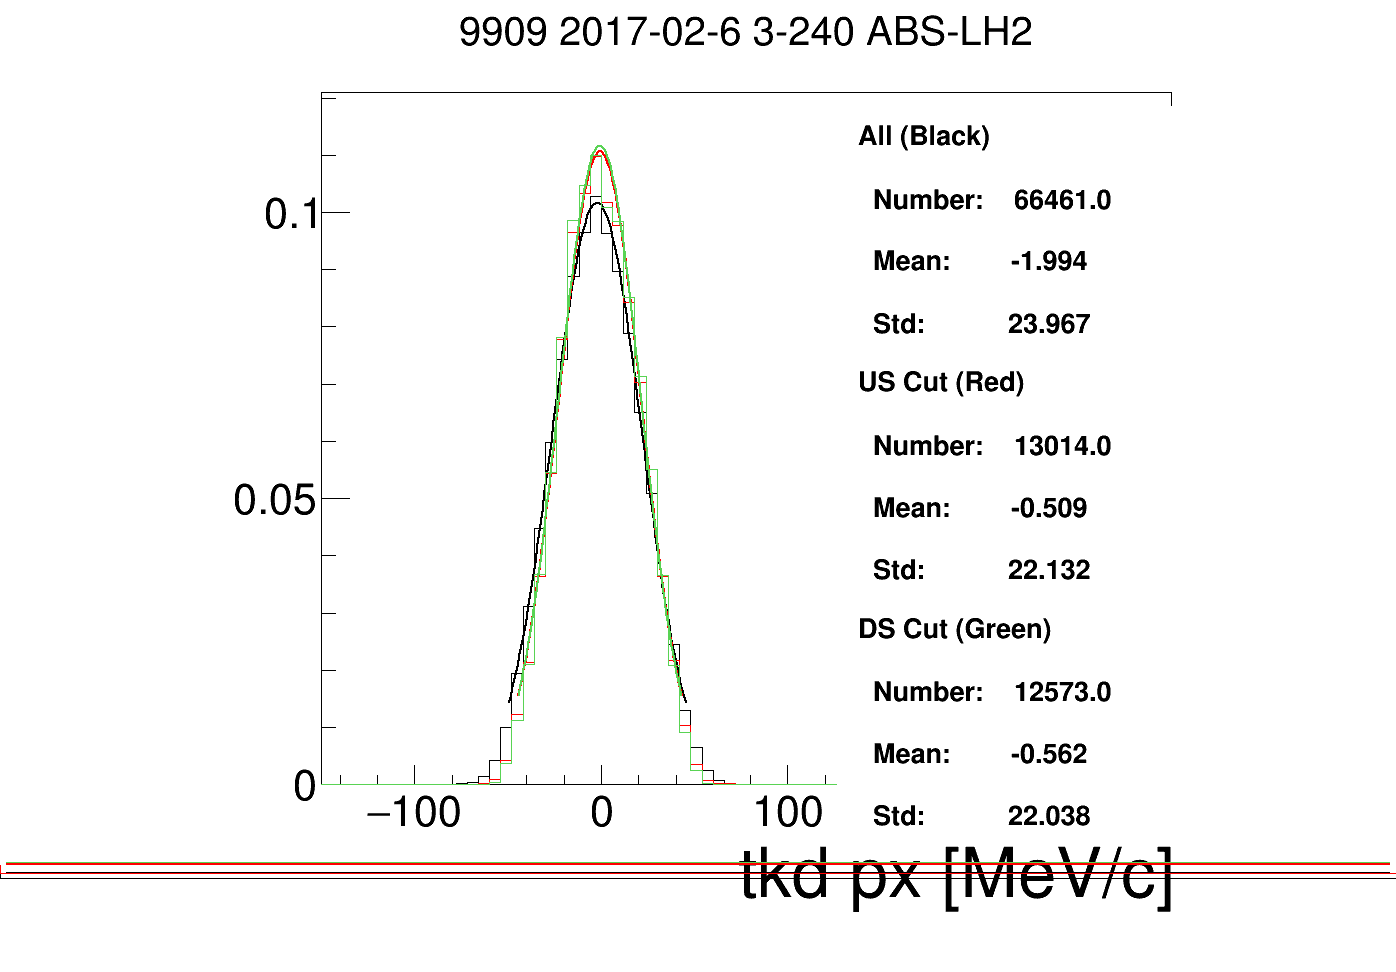 9909 2017-02-6 3-240 ABS-LH2
All (Black)
Number: 66461.0
Mean: -1.994
Std: 23.967
US Cut (Red)
Number: 13014.0
Mean: -0.509
Std: 22.132
DS Cut (Green)
Number: 12573.0
Mean: -0.562
Std: 22.038
0.1
0.05
0
−100 0 100
tkd px [MeV/c]